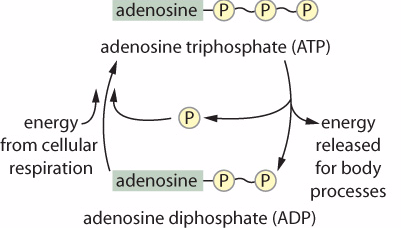 adenosine P P P
adenosine triphosphate (ATP)
energy
from cellular
respiration
P
energy
released
for body
processes
adenosine P P
adenosine diphosphate (ADP)